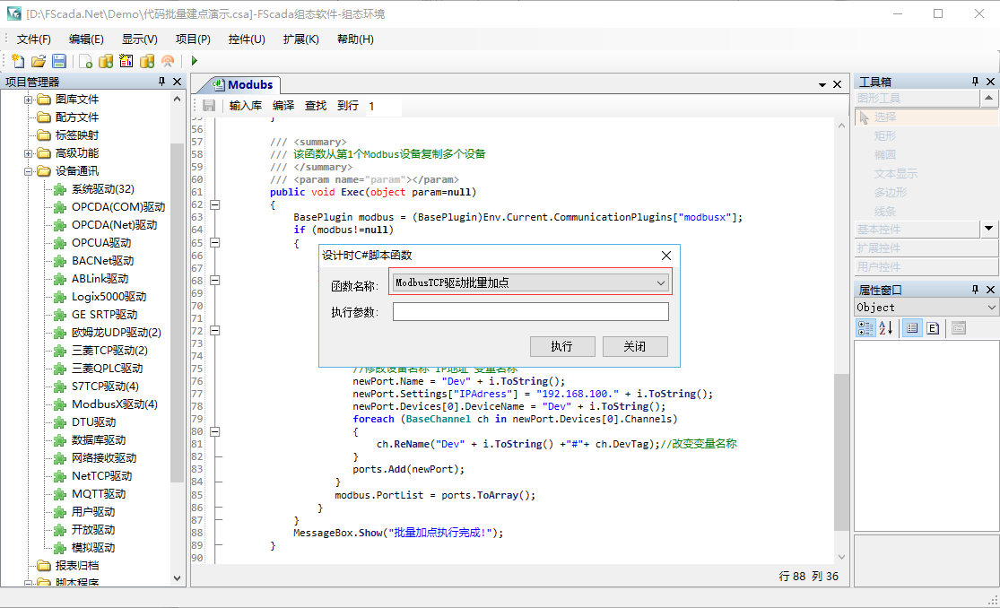 [D:\FScada.Net\Demo\代码批量建点演示.csa]-FScada组态软件-组态环境
文件(F) 编辑(E) 显示(V) 项目(P) 控件(U) 扩展(K) 帮助(H)
项目管理器
图库文件
配方文件
标签映射
高级功能
设备通讯
系统驱动(32)
OPCDA(COM)驱动
OPCDA(Net)驱动
OPCUA驱动
BACNet驱动
ABLink驱动
Logix5000驱动
GE SRTP驱动
欧姆龙UDP驱动(2)
三菱TCP驱动(2)
三菱QPLC驱动
S7TCP驱动(4)
ModbusX驱动(4)
DTU驱动
数据库驱动
网络接收驱动
NetTCP驱动
MQTT驱动
用户驱动
开放驱动
模拟驱动
报表归档
脚本程序
Modubs
输入库 编译 查找 到行 1
55 }
56
57 /// <summary>
58 /// 该函数从第1个Modbus设备复制多个设备
59 /// </summary>
60 /// <param name="param"></param>
61 public void Exec(object param=null)
62 {
63 BasePlugin modbus = (BasePlugin)Env.Current.CommunicationPlugins["modbusx"];
64 if (modbus!=null)
65 {
66
67
68
69
70
71
72
73
74
75 //修改设备名称 IP地址 变量名称
76 newPort.Name = "Dev" + i.ToString();
77 newPort.Settings["IPAdress"] = "192.168.100." + i.ToString();
78 newPort.Devices[0].DeviceName = "Dev" + i.ToString();
79 foreach (BaseChannel ch in newPort.Devices[0].Channels)
80 {
81 ch.ReName("Dev" + i.ToString() +"#"+ ch.DevTag);//改变变量名称
82 }
83 ports.Add(newPort);
84 }
85 modbus.PortList = ports.ToArray();
86 }
87 }
88 MessageBox.Show("批量加点执行完成!");
89 }
90
行 88 列 36
设计时C#脚本函数
函数名称: ModbusTCP驱动批量加点
执行参数:
执行 关闭
工具箱
图形工具
选择
矩形
椭圆
文本显示
多边形
线条
基本控件
扩展控件
用户控件
属性窗口
Object